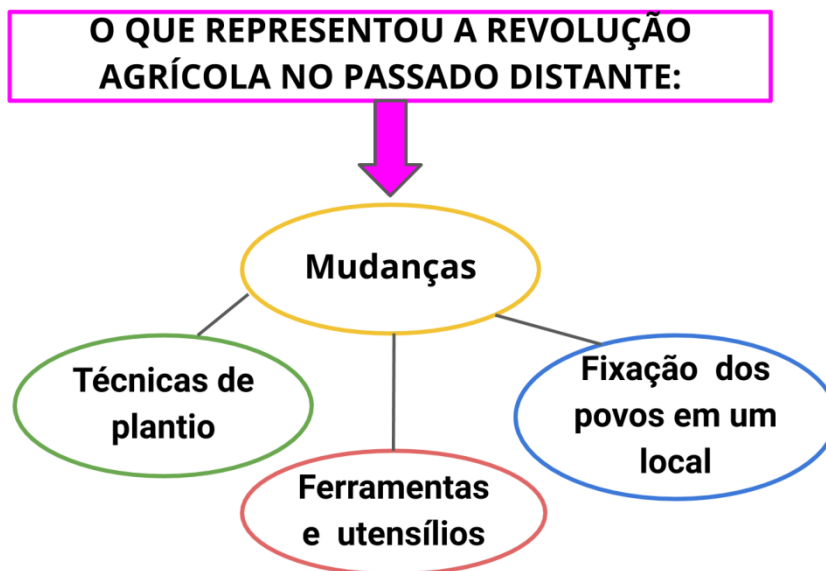 O QUE REPRESENTOU A REVOLUÇÃO
AGRÍCOLA NO PASSADO DISTANTE:
Mudanças
Técnicas de
plantio
Ferramentas
e utensílios
Fixação dos
povos em um
local